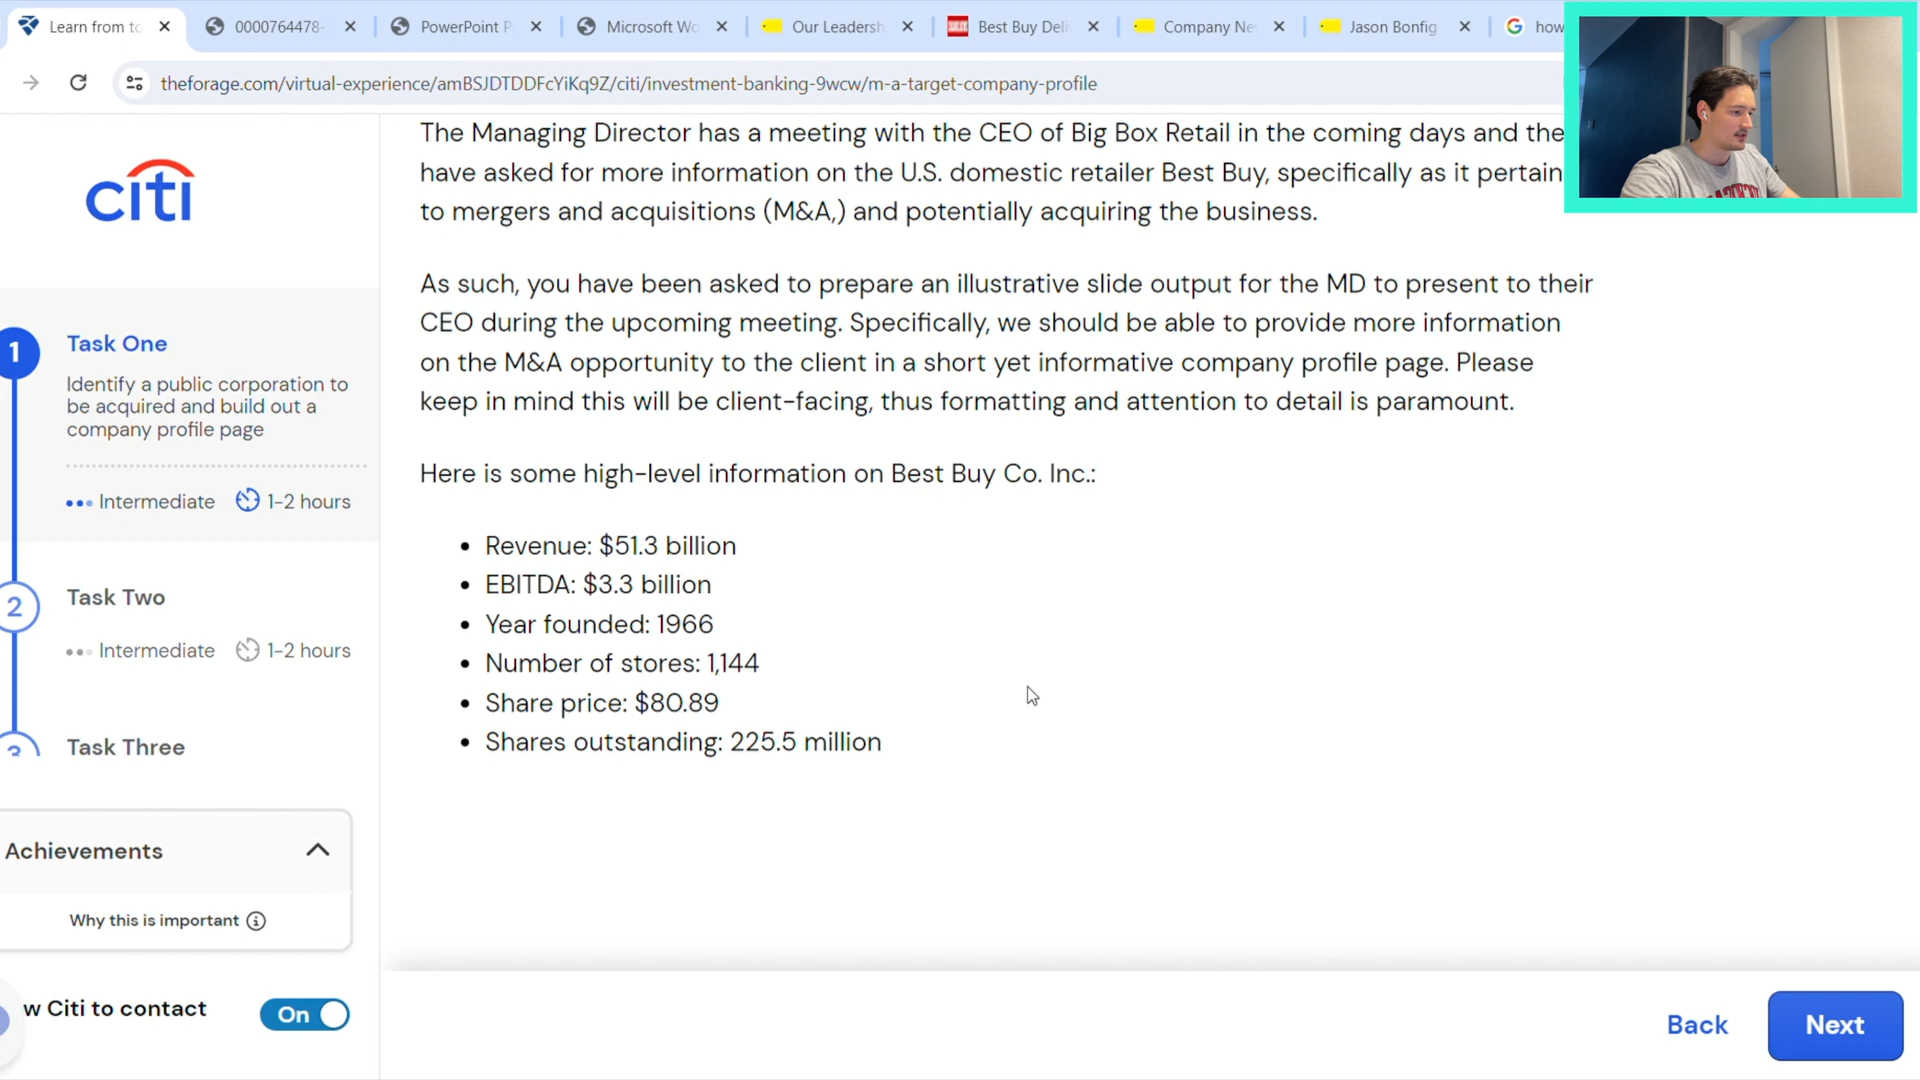 Learn from to
0000764478-
PowerPoint P
Microsoft Wo
Our Leadersh
Best Buy Deli
Company Ne
Jason Bonfig
how
theforage.com/virtual-experience/amBSJDTDDFcYiKq9Z/citi/investment-banking-9wcw/m-a-target-company-profile
citi
1
Task One
Identify a public corporation to
be acquired and build out a
company profile page
Intermediate
1-2 hours
2
Task Two
Intermediate
1-2 hours
3
Task Three
Achievements
Why this is important
w Citi to contact
On
The Managing Director has a meeting with the CEO of Big Box Retail in the coming days and the
have asked for more information on the U.S. domestic retailer Best Buy, specifically as it pertain
to mergers and acquisitions (M&A,) and potentially acquiring the business.
As such, you have been asked to prepare an illustrative slide output for the MD to present to their
CEO during the upcoming meeting. Specifically, we should be able to provide more information
on the M&A opportunity to the client in a short yet informative company profile page. Please
keep in mind this will be client-facing, thus formatting and attention to detail is paramount.
Here is some high-level information on Best Buy Co. Inc.:
• Revenue: $51.3 billion
• EBITDA: $3.3 billion
• Year founded: 1966
• Number of stores: 1,144
• Share price: $80.89
• Shares outstanding: 225.5 million
Back
Next